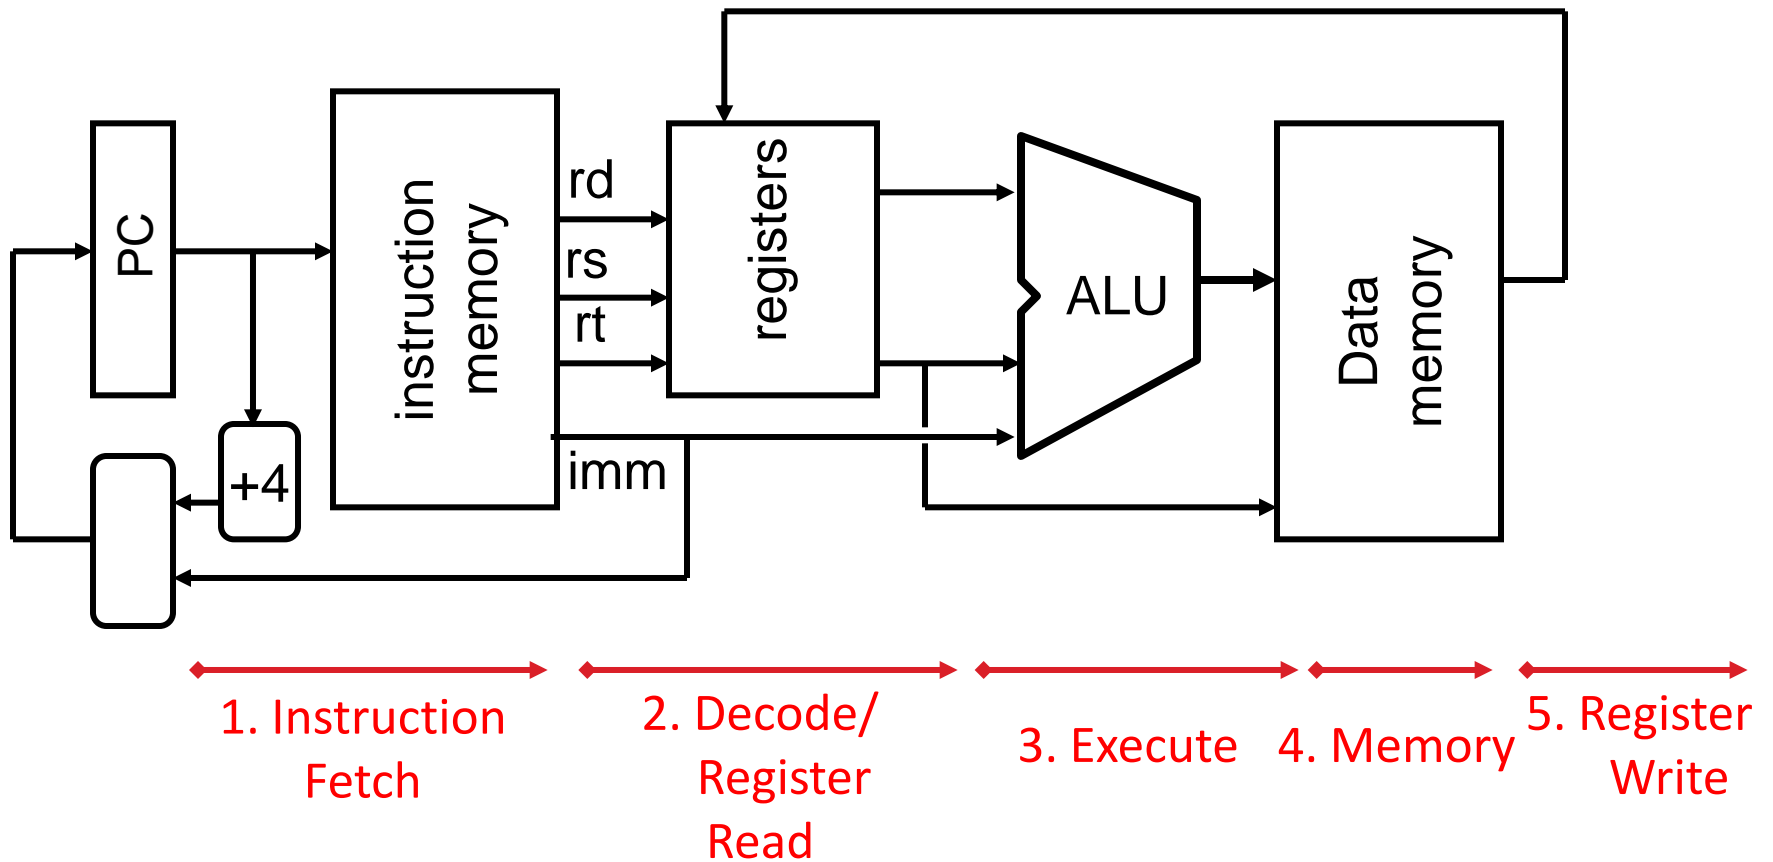 PC
+4
instruction
memory
rd
rs
rt
imm
registers
ALU
Data
memory
1. Instruction
Fetch
2. Decode/
Register
Read
3. Execute
4. Memory
5. Register
Write